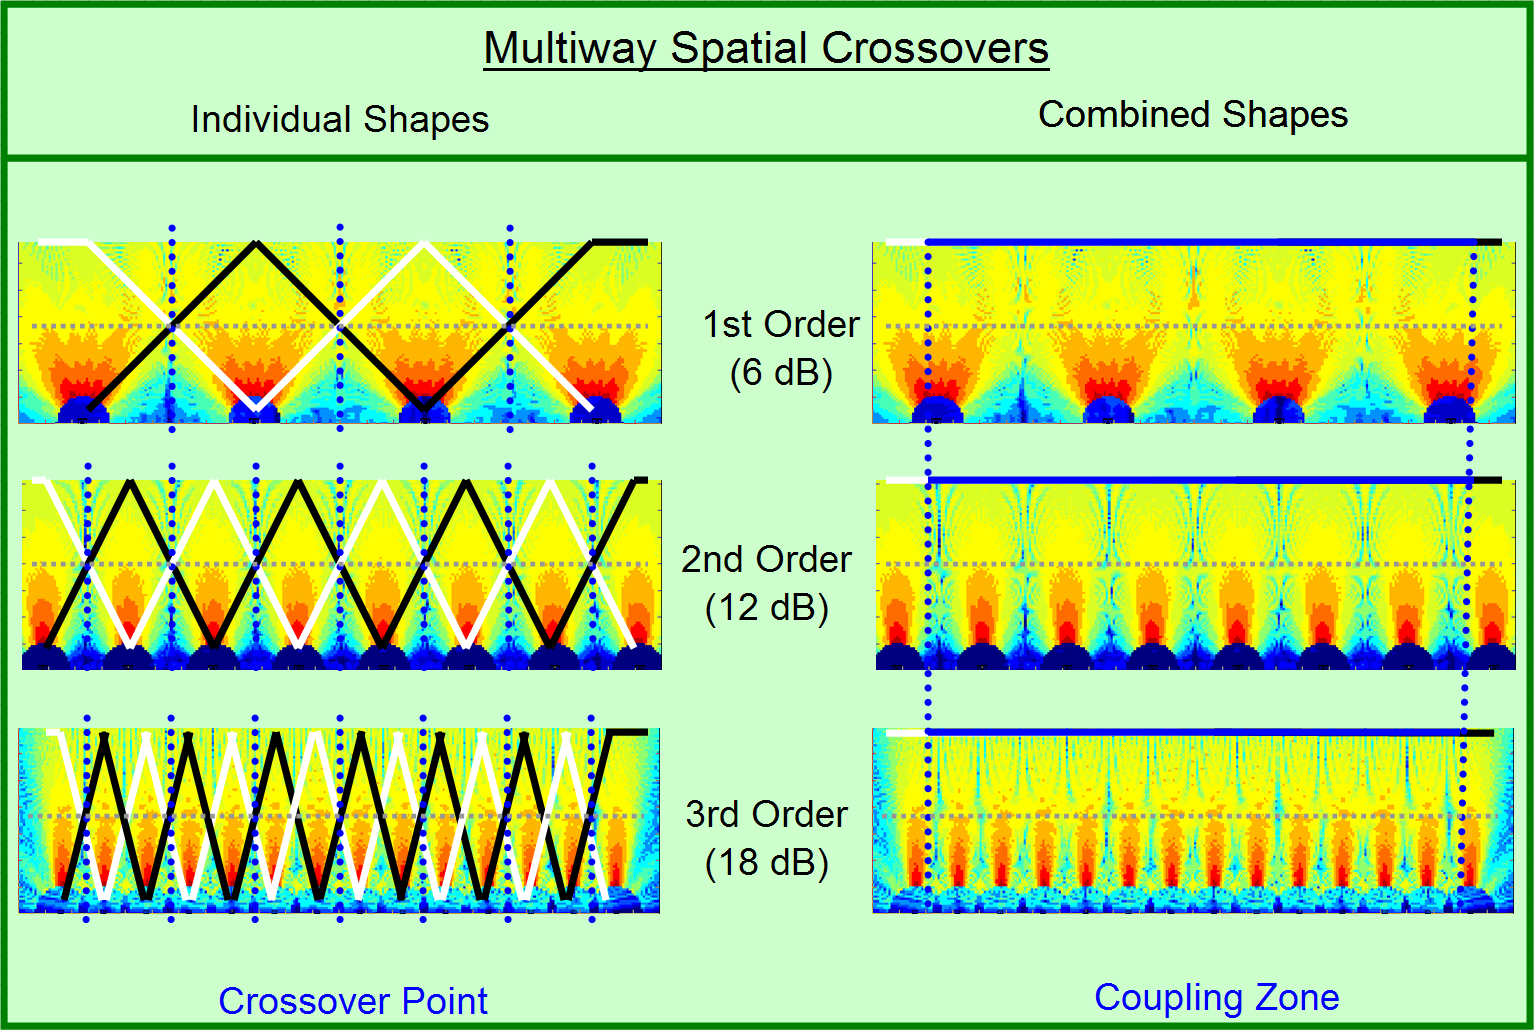 Multiway Spatial Crossovers
Individual Shapes
Combined Shapes
1st Order
(6 dB)
2nd Order
(12 dB)
3rd Order
(18 dB)
Crossover Point
Coupling Zone